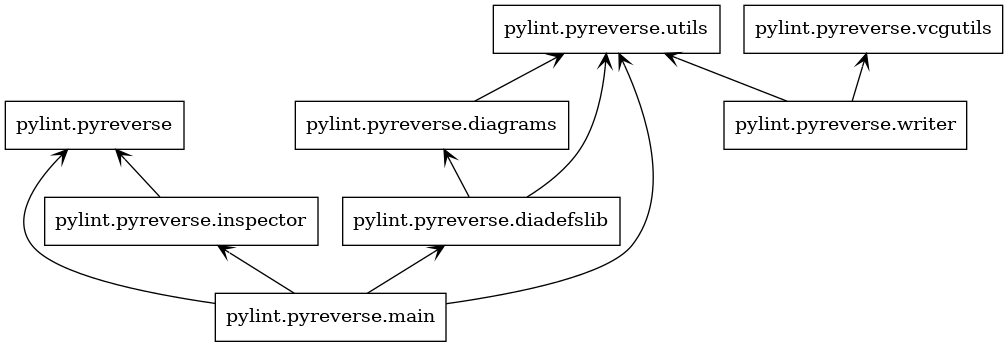 pylint.pyreverse.utils
pylint.pyreverse.vcgutils
pylint.pyreverse
pylint.pyreverse.diagrams
pylint.pyreverse.writer
pylint.pyreverse.inspector
pylint.pyreverse.diadefslib
pylint.pyreverse.main